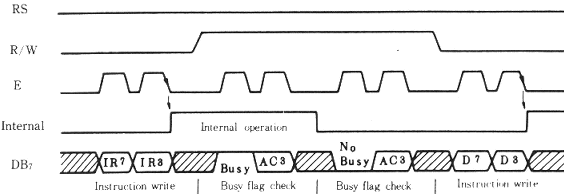 RS
R/W
E
Internal
Internal operation
DB7
IR7
IR3
Busy
AC3
No
Busy
AC3
D7
D3
Instruction write
Busy flag check
Busy flag check
Instruction write